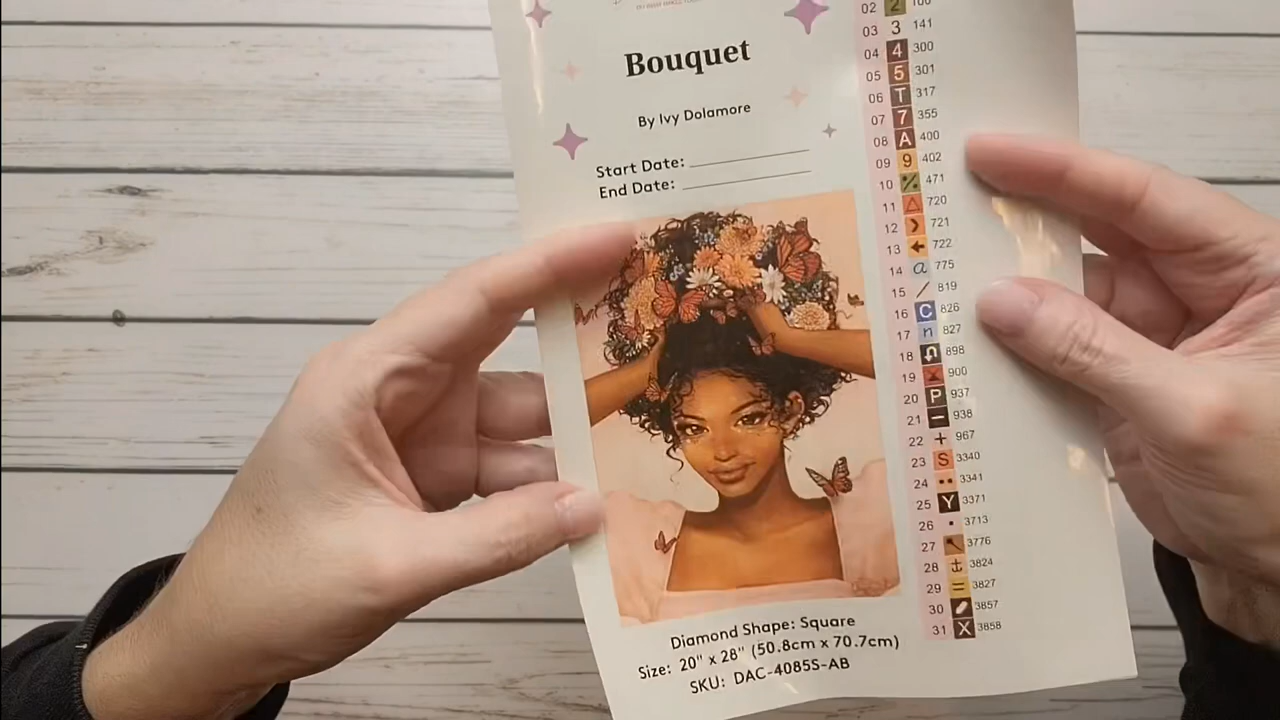 Bouquet
By Ivy Dolamore
Start Date:
End Date:
Diamond Shape: Square
Size: 20" x 28" (50.8cm x 70.7cm)
SKU: DAC-4085S-AB
02 2
03 3 141
04 4 300
05 5 301
06 T 317
07 7 355
08 A 400
09 9 402
10 % 471
11 △ 720
12 ❯ 721
13 ← 722
14 a 775
15 / 819
16 C 826
17 n 827
18 898
19 900
20 P 937
21 − 938
22 + 967
23 S 3340
24 •• 3341
25 Y 3371
26 • 3713
27 3776
28 ⚓ 3824
29 = 3827
30 3857
31 X 3858